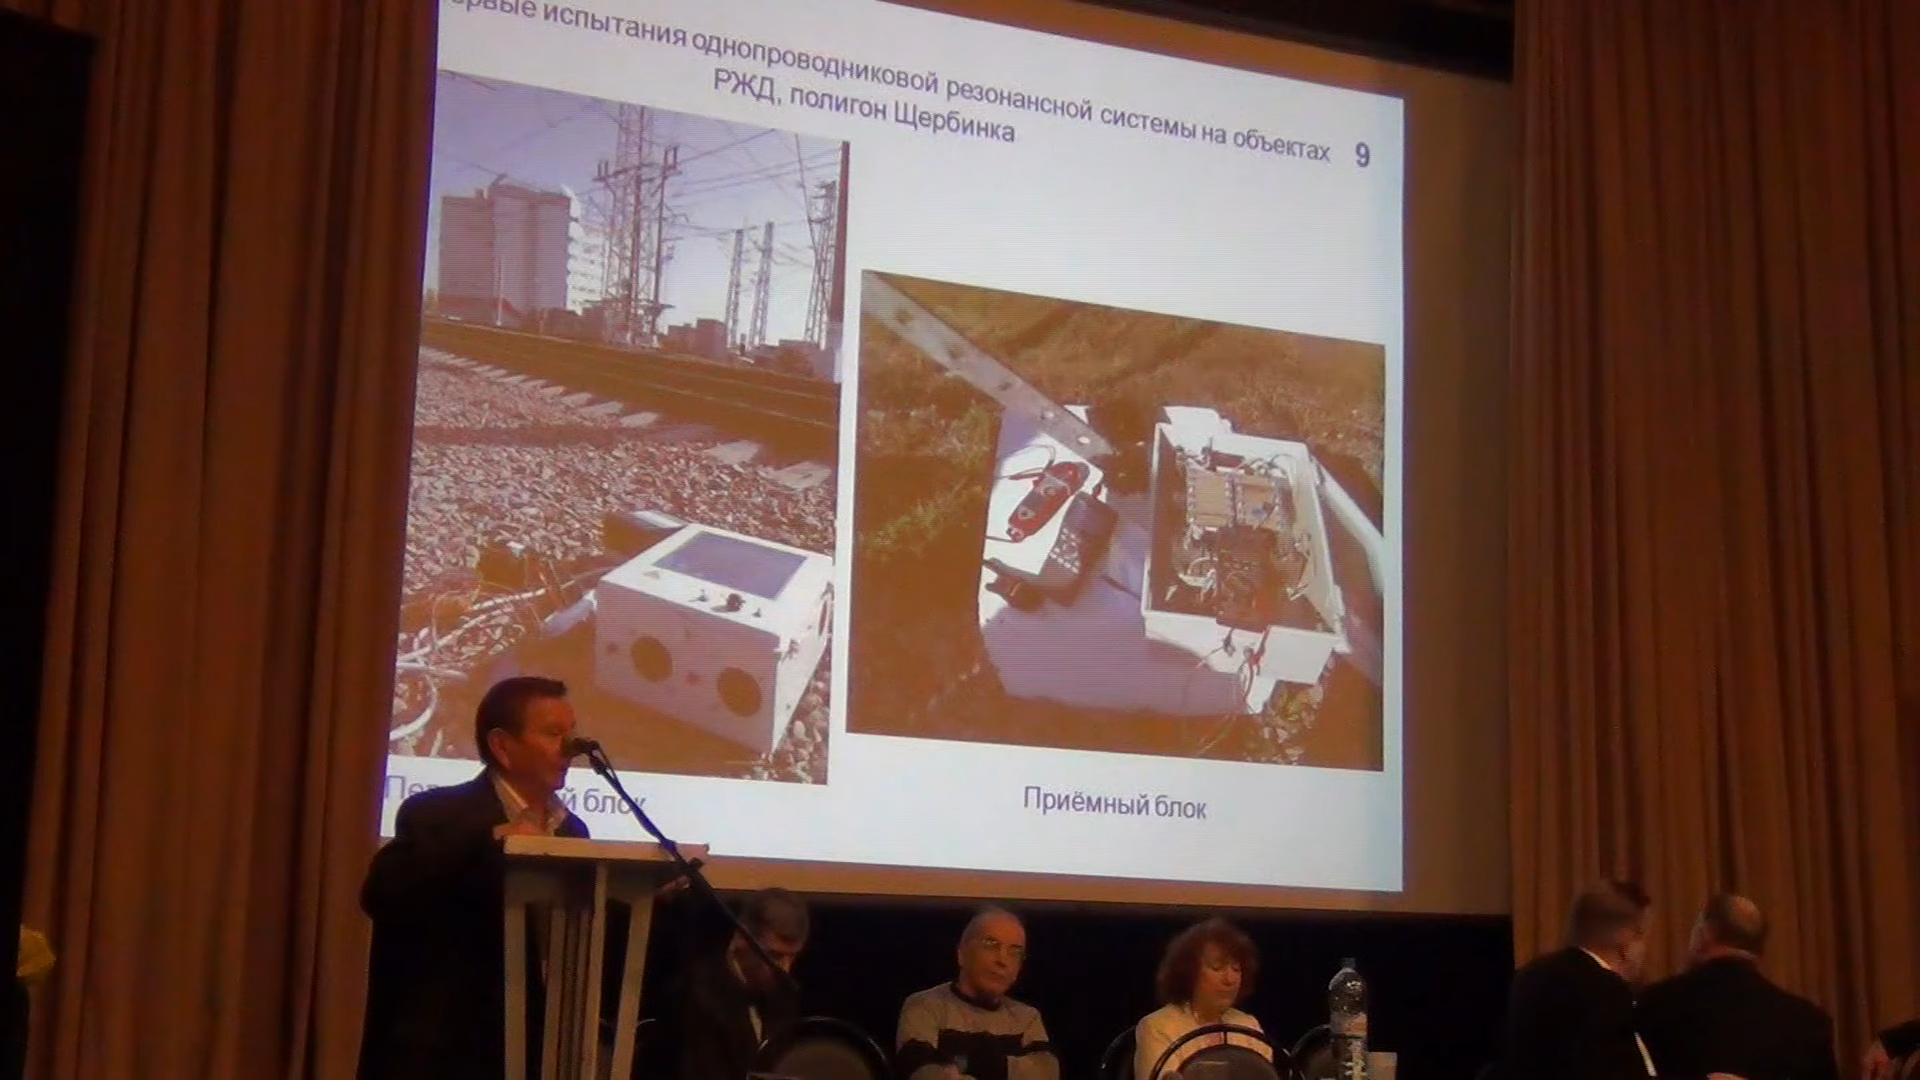 испытания однопроводниковой резонансной системы на объектах 9
РЖД, полигон Щербинка
блок
Приёмный блок